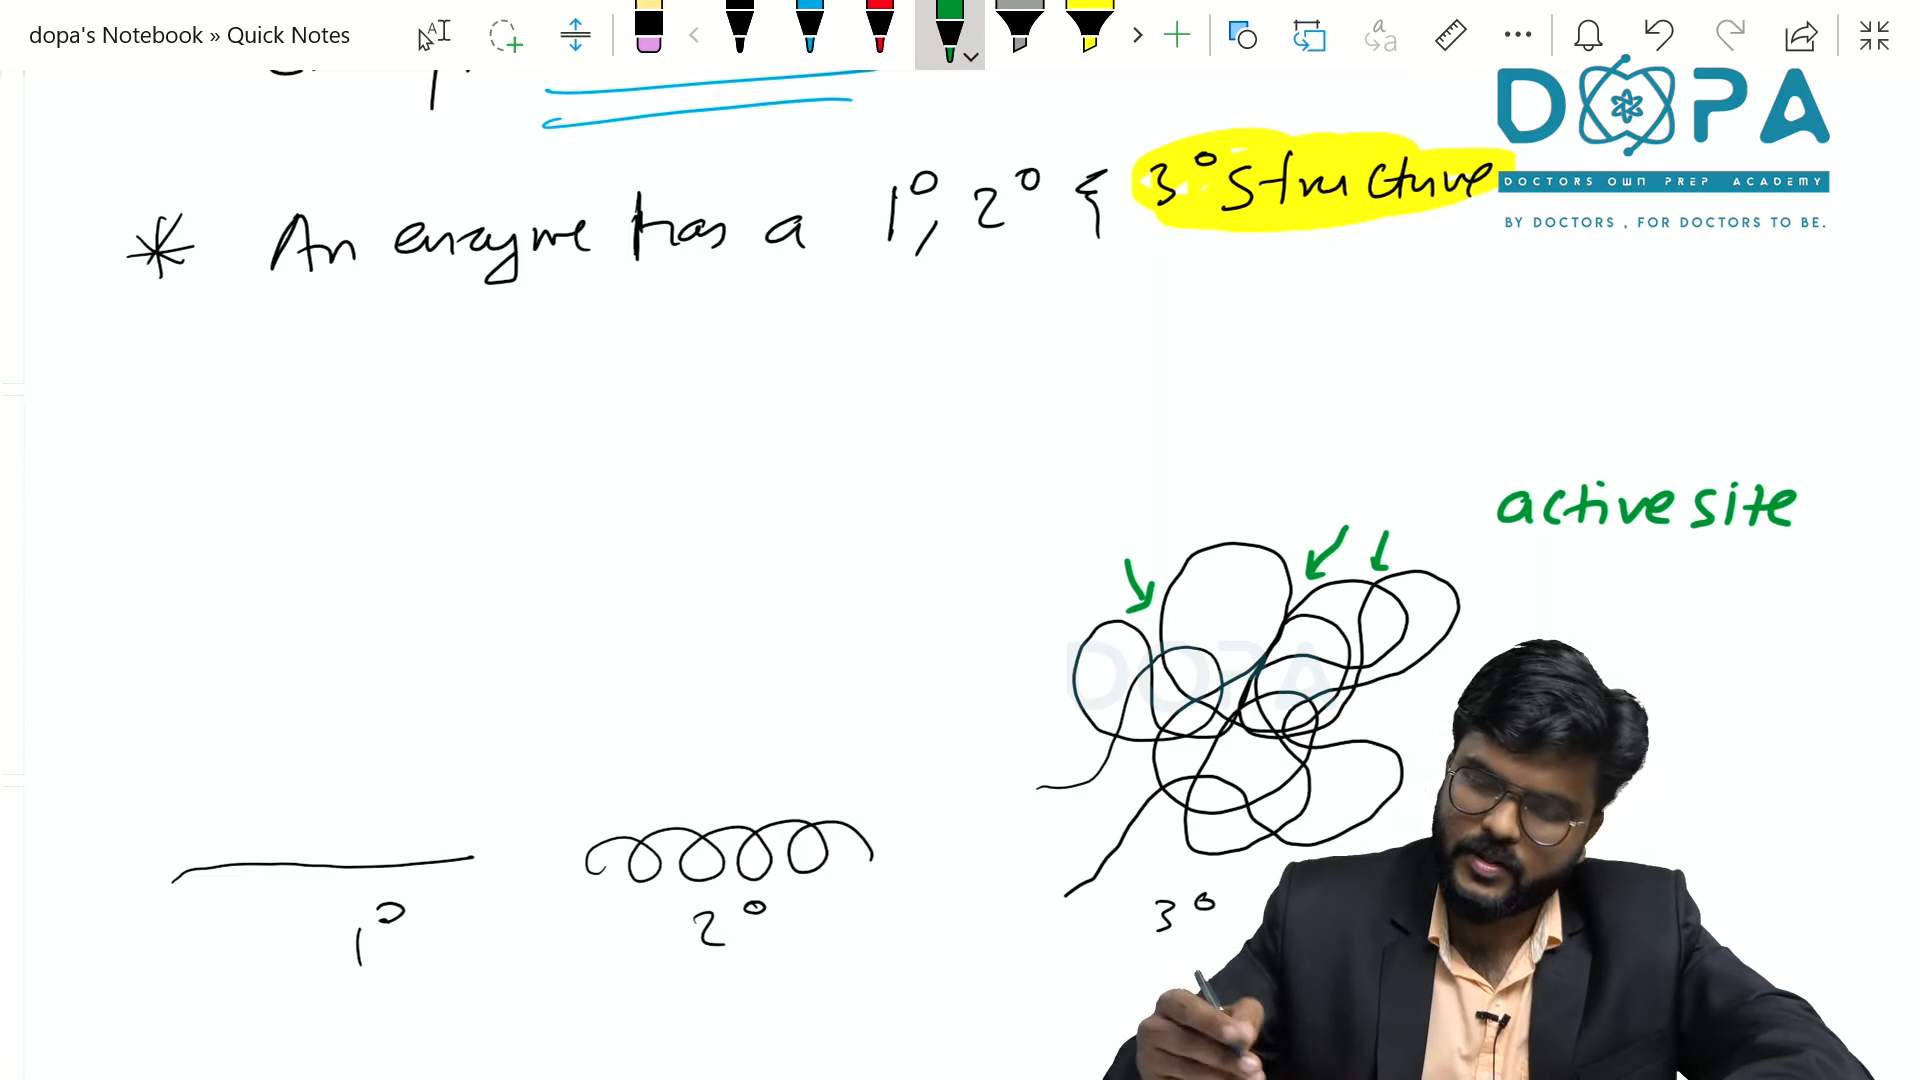 dopa's Notebook » Quick Notes
DOPA
DOCTORS OWN PREP ACADEMY
BY DOCTORS , FOR DOCTORS TO BE.
* An enzyme has a 1°, 2° & 3° structure
active site
DOPA
1°
2°
3°